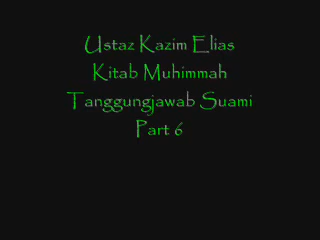 Ustaz Kazim Elias
Kitab Muhimmah
Tanggungjawab Suami
Part 6